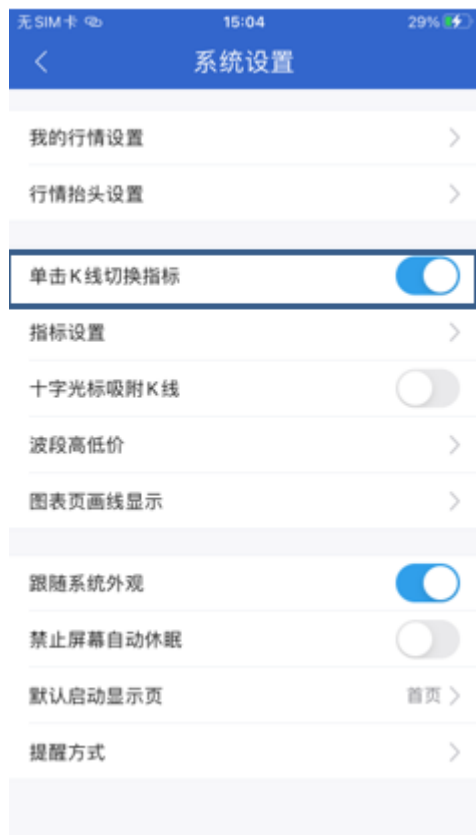 无SIM卡 15:04 29%
系统设置
我的行情设置
行情抬头设置
单击K线切换指标
指标设置
十字光标吸附K线
波段高低价
图表页画线显示
跟随系统外观
禁止屏幕自动休眠
默认启动显示页 首页
提醒方式